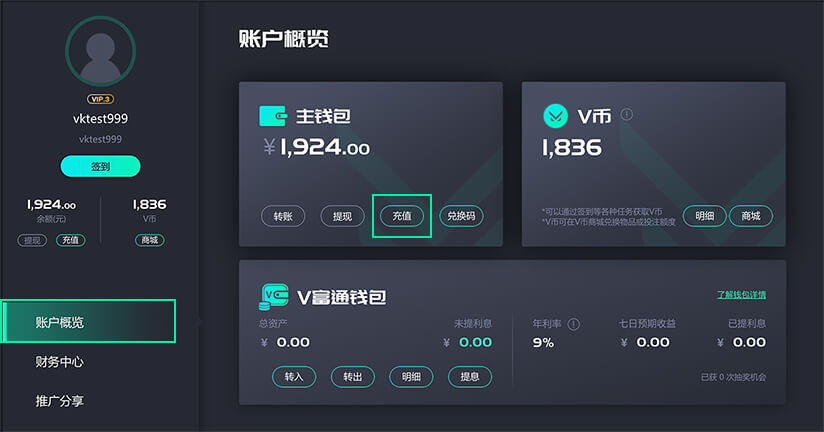 VIP.3
vktest999
vktest999
签到
1,924.00
余额(元)
提现
充值
1,836
V币
商城
账户概览
财务中心
推广分享
账户概览
主钱包
¥ 1,924.00
转账
提现
充值
兑换码
V币
1,836
*可以通过签到等各种任务获取V币
*V币可在V币商城兑换物品或投注额度
明细
商城
V富通钱包
了解钱包详情
总资产
¥ 0.00
未提利息
¥ 0.00
年利率
9%
七日预期收益
¥ 0.00
已提利息
¥ 0.00
转入
转出
明细
提息
已获 0 次抽奖机会